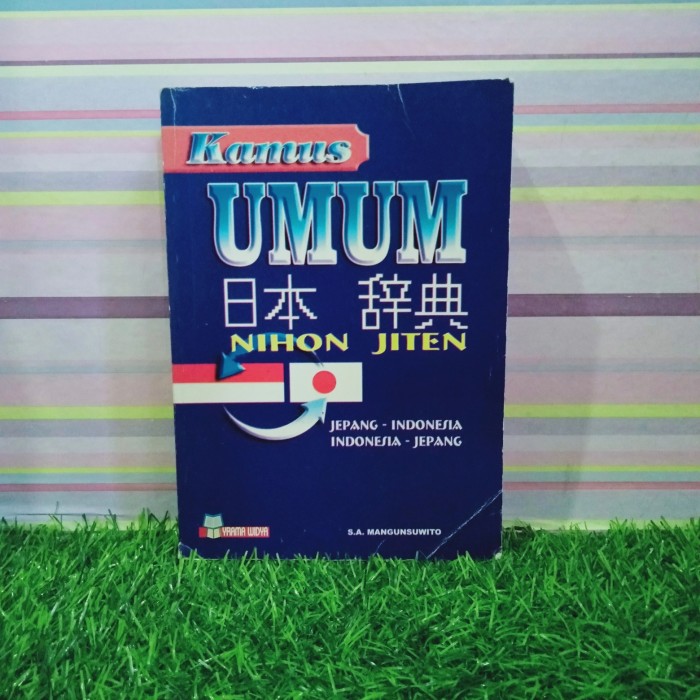 Kamus
UMUM
日本 辞典
NIHON JITEN
JEPANG - INDONESIA
INDONESIA - JEPANG
YRAMA WIDYA
S.A. MANGUNSUWITO